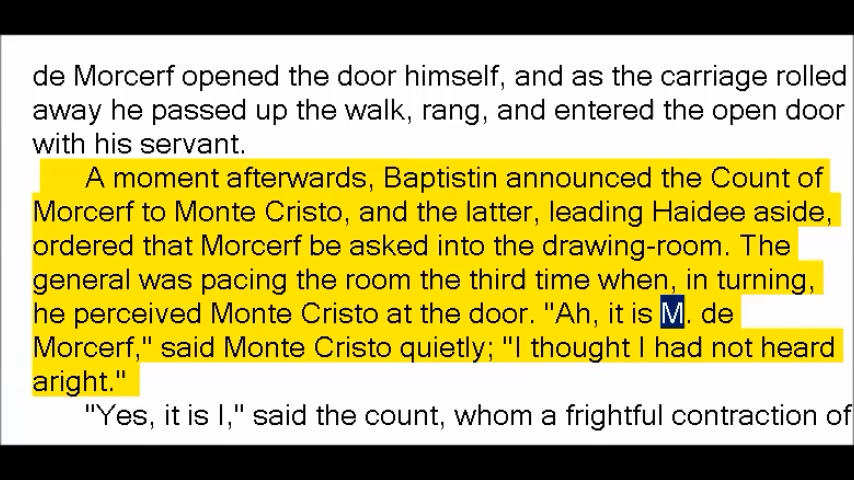 de Morcerf opened the door himself, and as the carriage rolled
away he passed up the walk, rang, and entered the open door
with his servant.
A moment afterwards, Baptistin announced the Count of
Morcerf to Monte Cristo, and the latter, leading Haidee aside,
ordered that Morcerf be asked into the drawing-room. The
general was pacing the room the third time when, in turning,
he perceived Monte Cristo at the door. "Ah, it is M. de
Morcerf," said Monte Cristo quietly; "I thought I had not heard
aright."
"Yes, it is I," said the count, whom a frightful contraction of